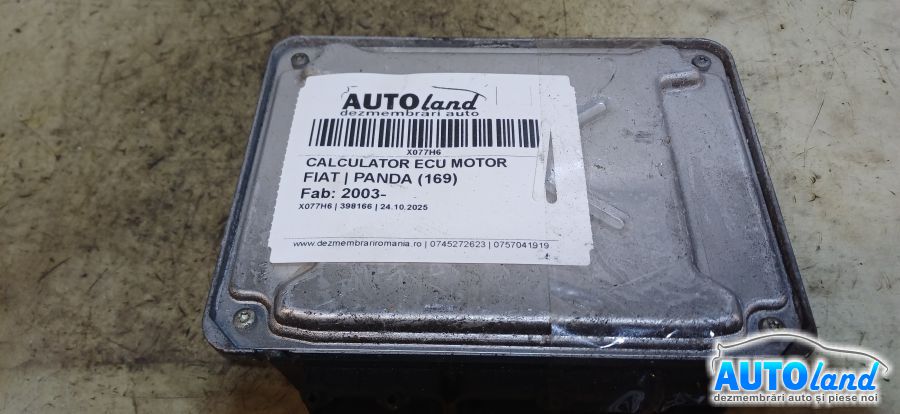 AUTOland
dezmembrări auto
X077H6
CALCULATOR ECU MOTOR
FIAT | PANDA (169)
Fab: 2003-
X077H6 | 398166 | 24.10.2025
www.dezmembrariromania.ro | 0745272623 | 0757041919
AUTOland
dezmembrări auto și piese noi